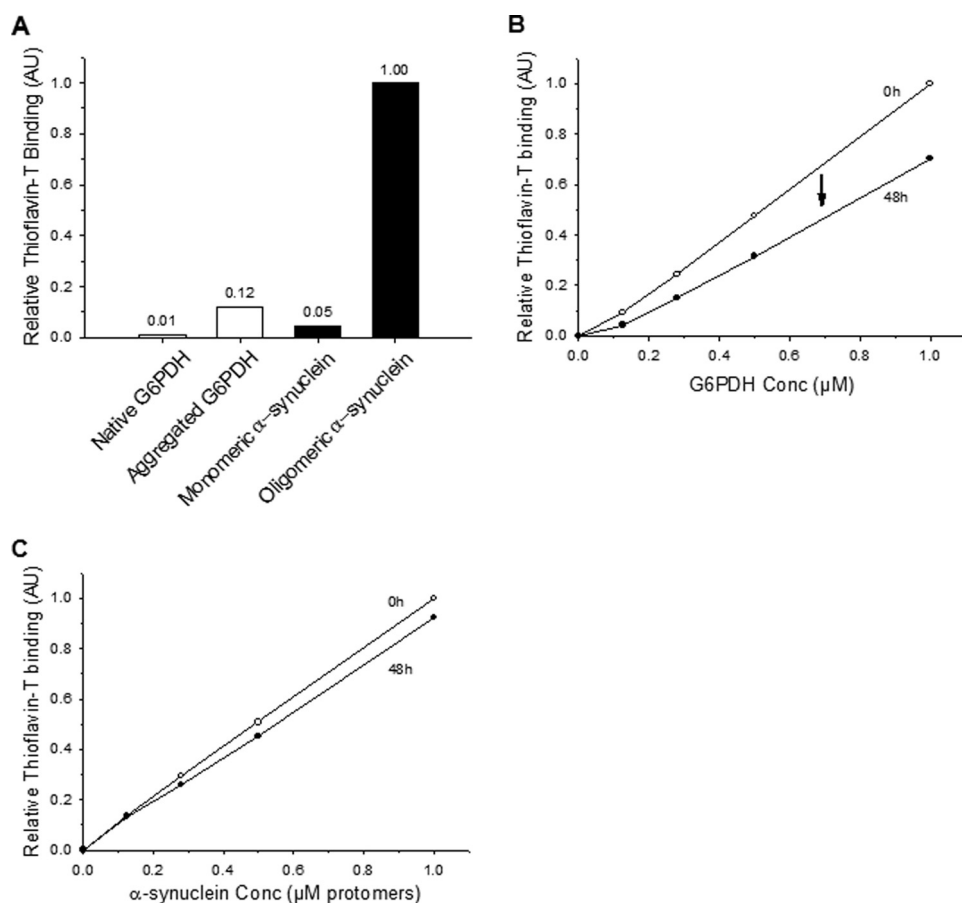 A
Relative Thioflavin-T Binding (AU)
1.0
0.8
0.6
0.4
0.2
0.0
0.01
0.12
0.05
1.00
Native G6PDH
Aggregated G6PDH
Monomeric α−synuclein
Oligomeric α−synuclein
B
Relative Thioflavin-T binding (AU)
1.0
0.8
0.6
0.4
0.2
0.0
0h
48h
0.0 0.2 0.4 0.6 0.8 1.0
G6PDH Conc (µM)
C
Relative Thioflavin-T binding (AU)
1.0
0.8
0.6
0.4
0.2
0.0
0h
48h
0.0 0.2 0.4 0.6 0.8 1.0
α-synuclein Conc (µM protomers)